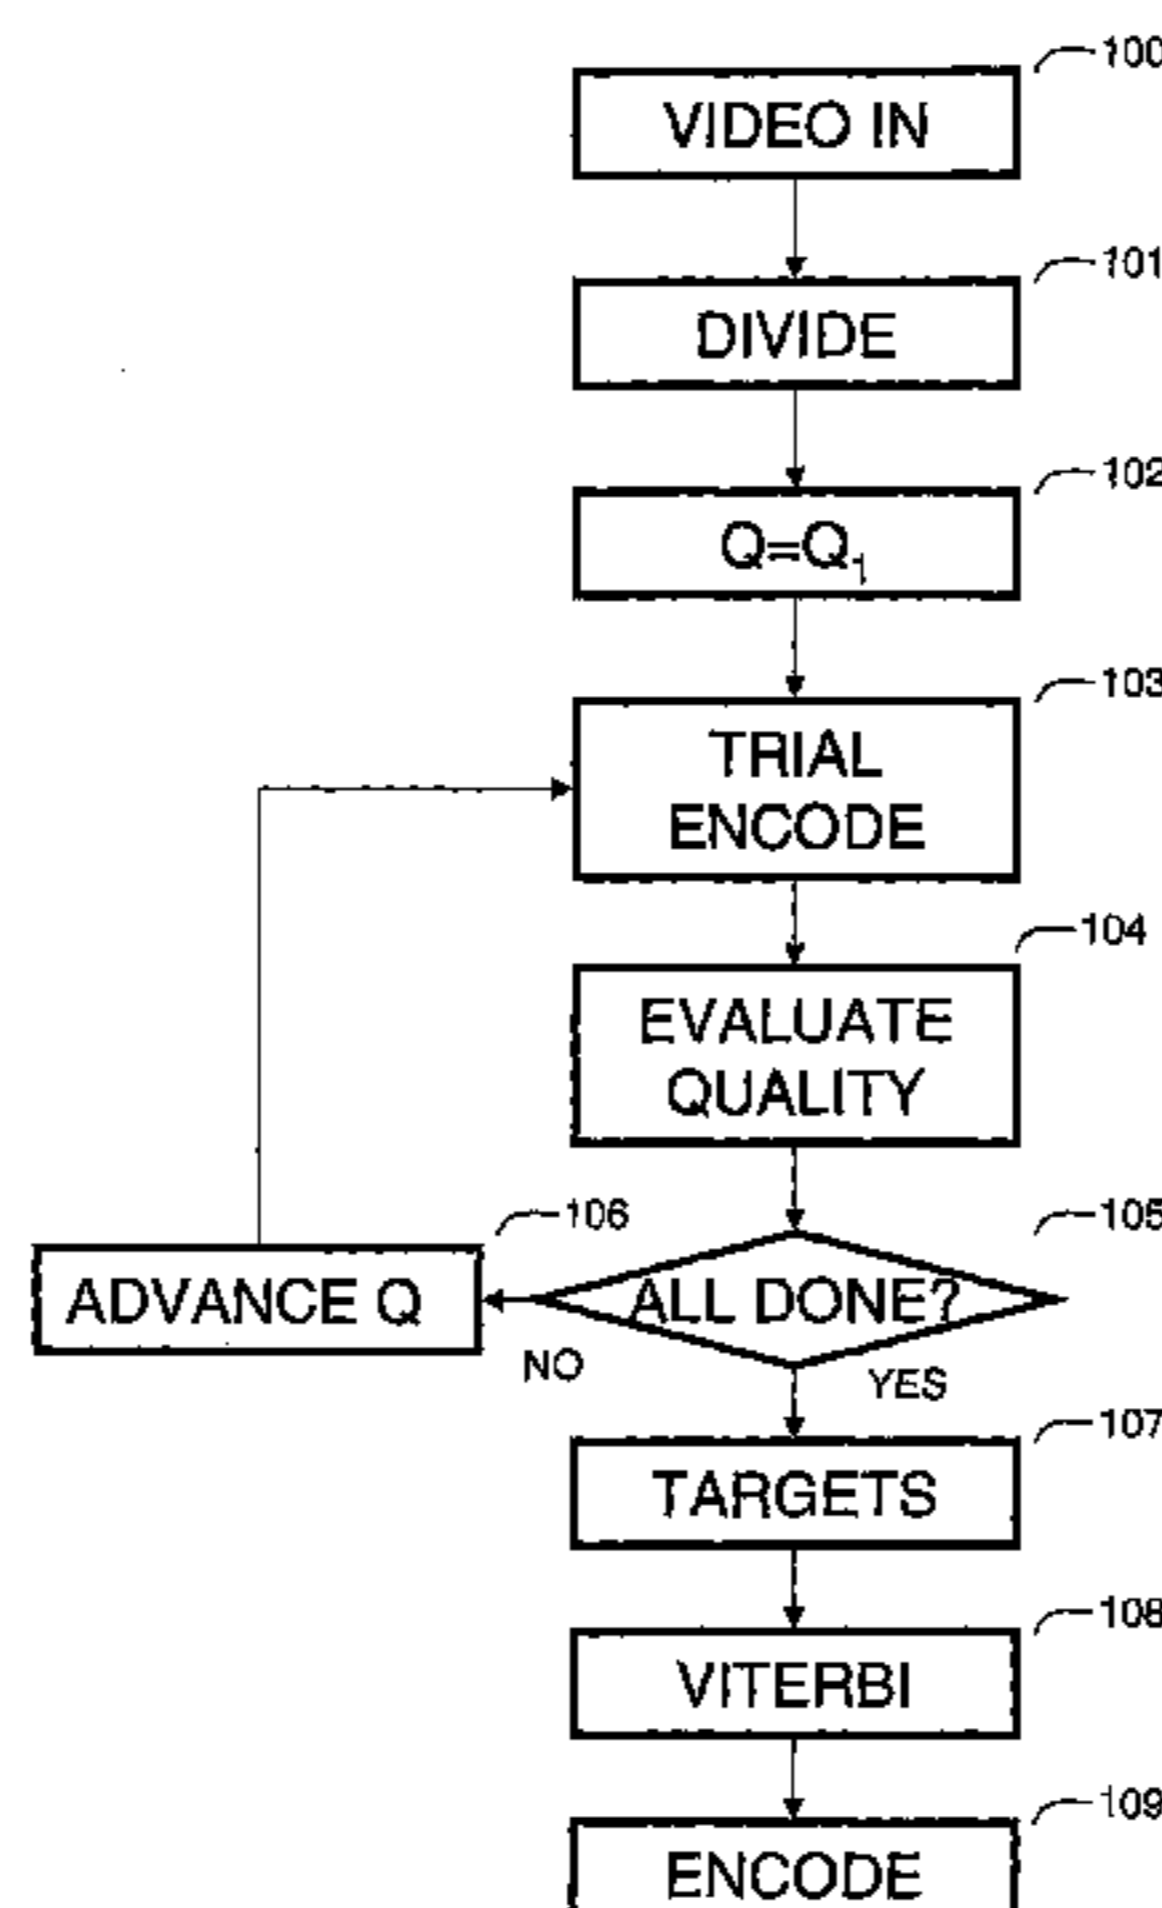 100
VIDEO IN
101
DIVIDE
102
Q=Q₁
103
TRIAL
ENCODE
104
EVALUATE
QUALITY
105
ALL DONE?
106
ADVANCE Q
NO
YES
107
TARGETS
108
VITERBI
109
ENCODE